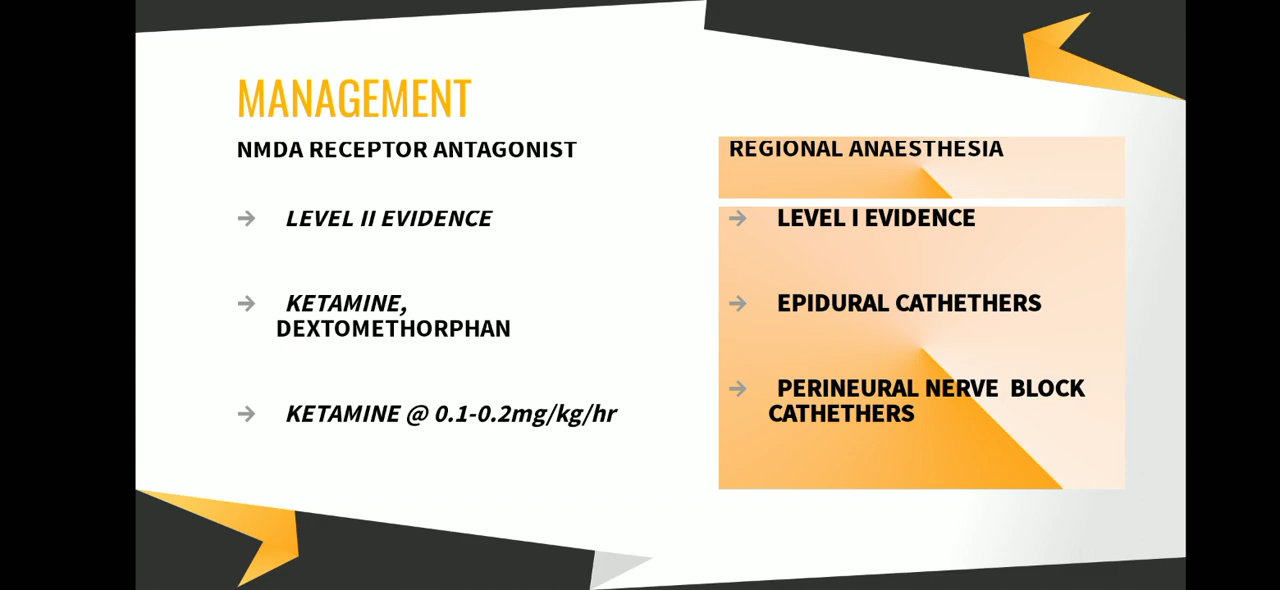 MANAGEMENT
NMDA RECEPTOR ANTAGONIST
→ LEVEL II EVIDENCE
→ KETAMINE,
DEXTOMETHORPHAN
→ KETAMINE @ 0.1-0.2mg/kg/hr
REGIONAL ANAESTHESIA
→ LEVEL I EVIDENCE
→ EPIDURAL CATHETHERS
→ PERINEURAL NERVE BLOCK
CATHETHERS